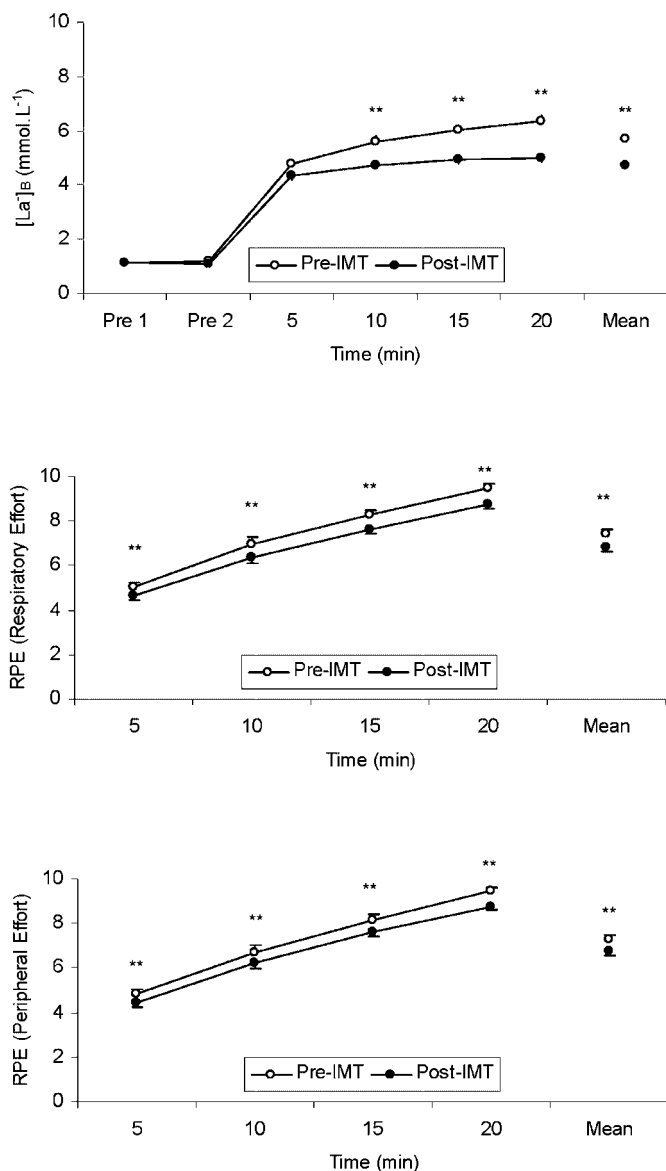 10
8
6
4
2
0
[La⁻]B (mmol.L⁻¹)
** ** ** **
Pre-IMT Post-IMT
Pre 1 Pre 2 5 10 15 20 Mean
Time (min)
10
8
6
4
2
0
RPE (Respiratory Effort)
** ** ** ** **
Pre-IMT Post-IMT
5 10 15 20 Mean
Time (min)
10
8
6
4
2
0
RPE (Peripheral Effort)
** ** ** ** **
Pre-IMT Post-IMT
5 10 15 20 Mean
Time (min)